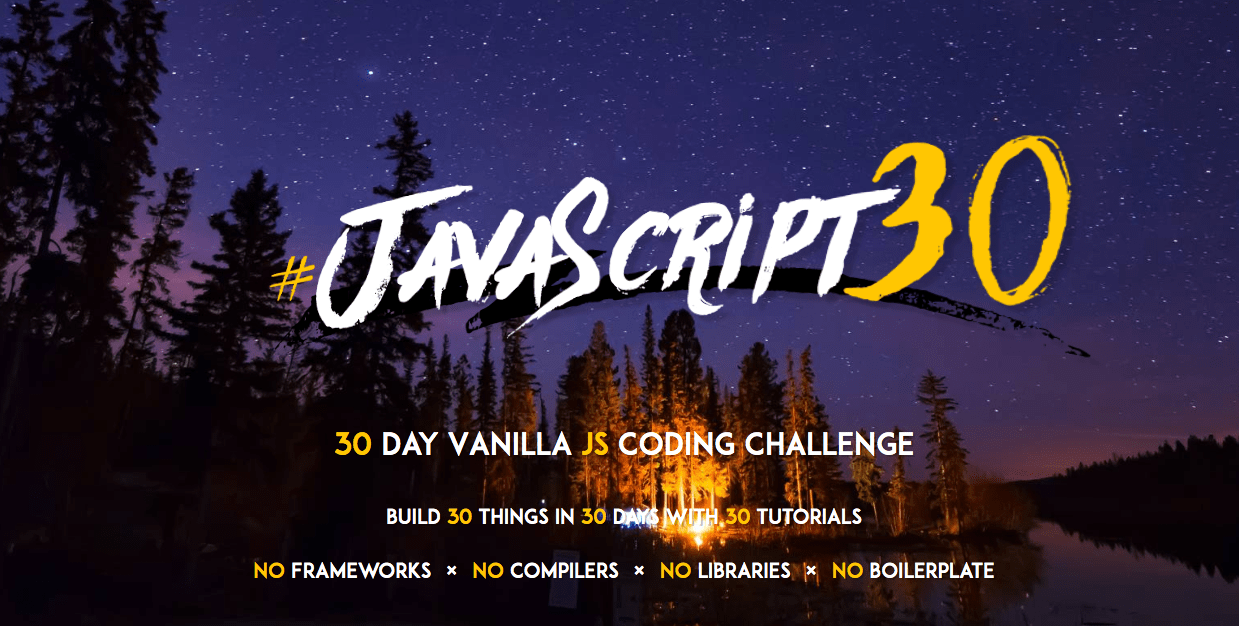 #JavaScript30
30 DAY VANILLA JS CODING CHALLENGE
BUILD 30 THINGS IN 30 DAYS WITH 30 TUTORIALS
NO FRAMEWORKS × NO COMPILERS × NO LIBRARIES × NO BOILERPLATE